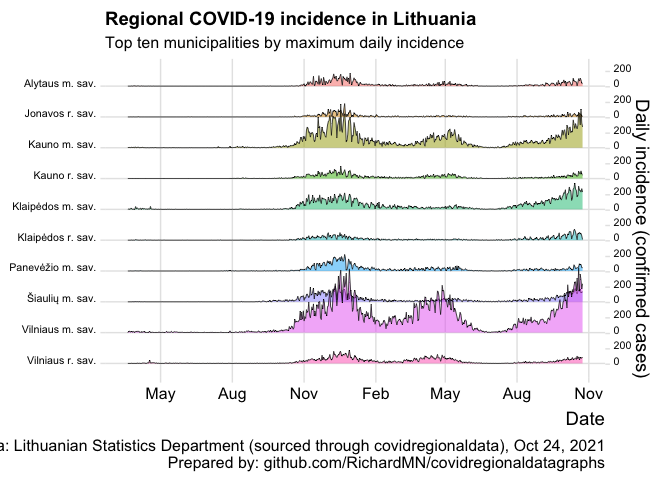 Regional COVID-19 incidence in Lithuania
Top ten municipalities by maximum daily incidence
Alytaus m. sav.
200
0
Jonavos r. sav.
200
0
Kauno m. sav.
200
0
Kauno r. sav.
200
0
Klaipėdos m. sav.
200
0
Klaipėdos r. sav.
200
0
Panevėžio m. sav.
200
0
Šiaulių m. sav.
200
0
Vilniaus m. sav.
200
0
Vilniaus r. sav.
200
0
Daily incidence (confirmed cases)
May Aug Nov Feb May Aug Nov
Date
a: Lithuanian Statistics Department (sourced through covidregionaldata), Oct 24, 2021
Prepared by: github.com/RichardMN/covidregionaldatagraphs